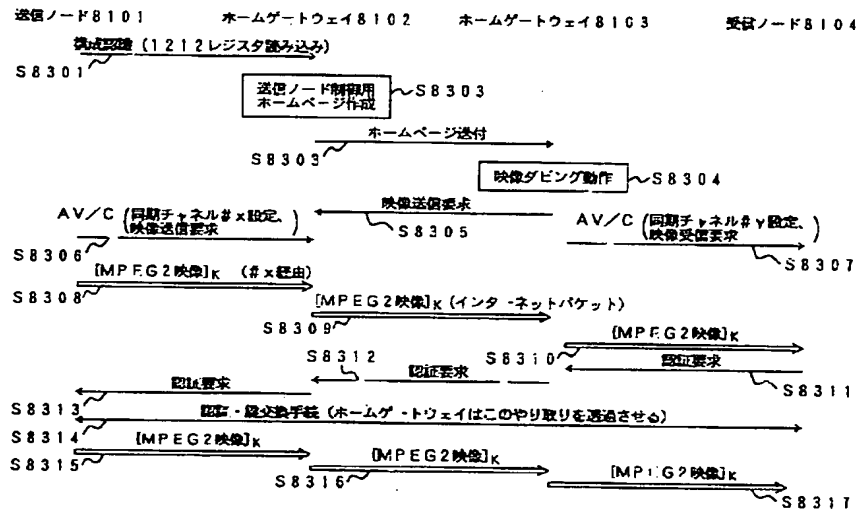 送信ノード8101 ホームゲートウェイ8102 ホームゲートウェイ8103 受信ノード8104
構成認識(1212レジスタ読み込み)
S8301
送信ノード制御用
ホームページ作成
S8303
ホームページ送付
S8303
映像ダビング動作
S8304
映像送信要求
S8305
AV/C(同期チャネル#x設定、
映像送信要求)
S8306
AV/C(同期チャネル#y設定、
映像受信要求)
S8307
[MPEG2映像]K (#x経由)
S8308
[MPEG2映像]K(インターネットパケット)
S8309
[MPEG2映像]K
S8310
認証要求
S8311
認証要求
S8312
認証要求
S8313
認証・鍵交換手続(ホームゲートウェイはこのやり取りを透過させる)
S8314
[MPEG2映像]K
S8315
[MPEG2映像]K
S8316
[MPEG2映像]K
S8317